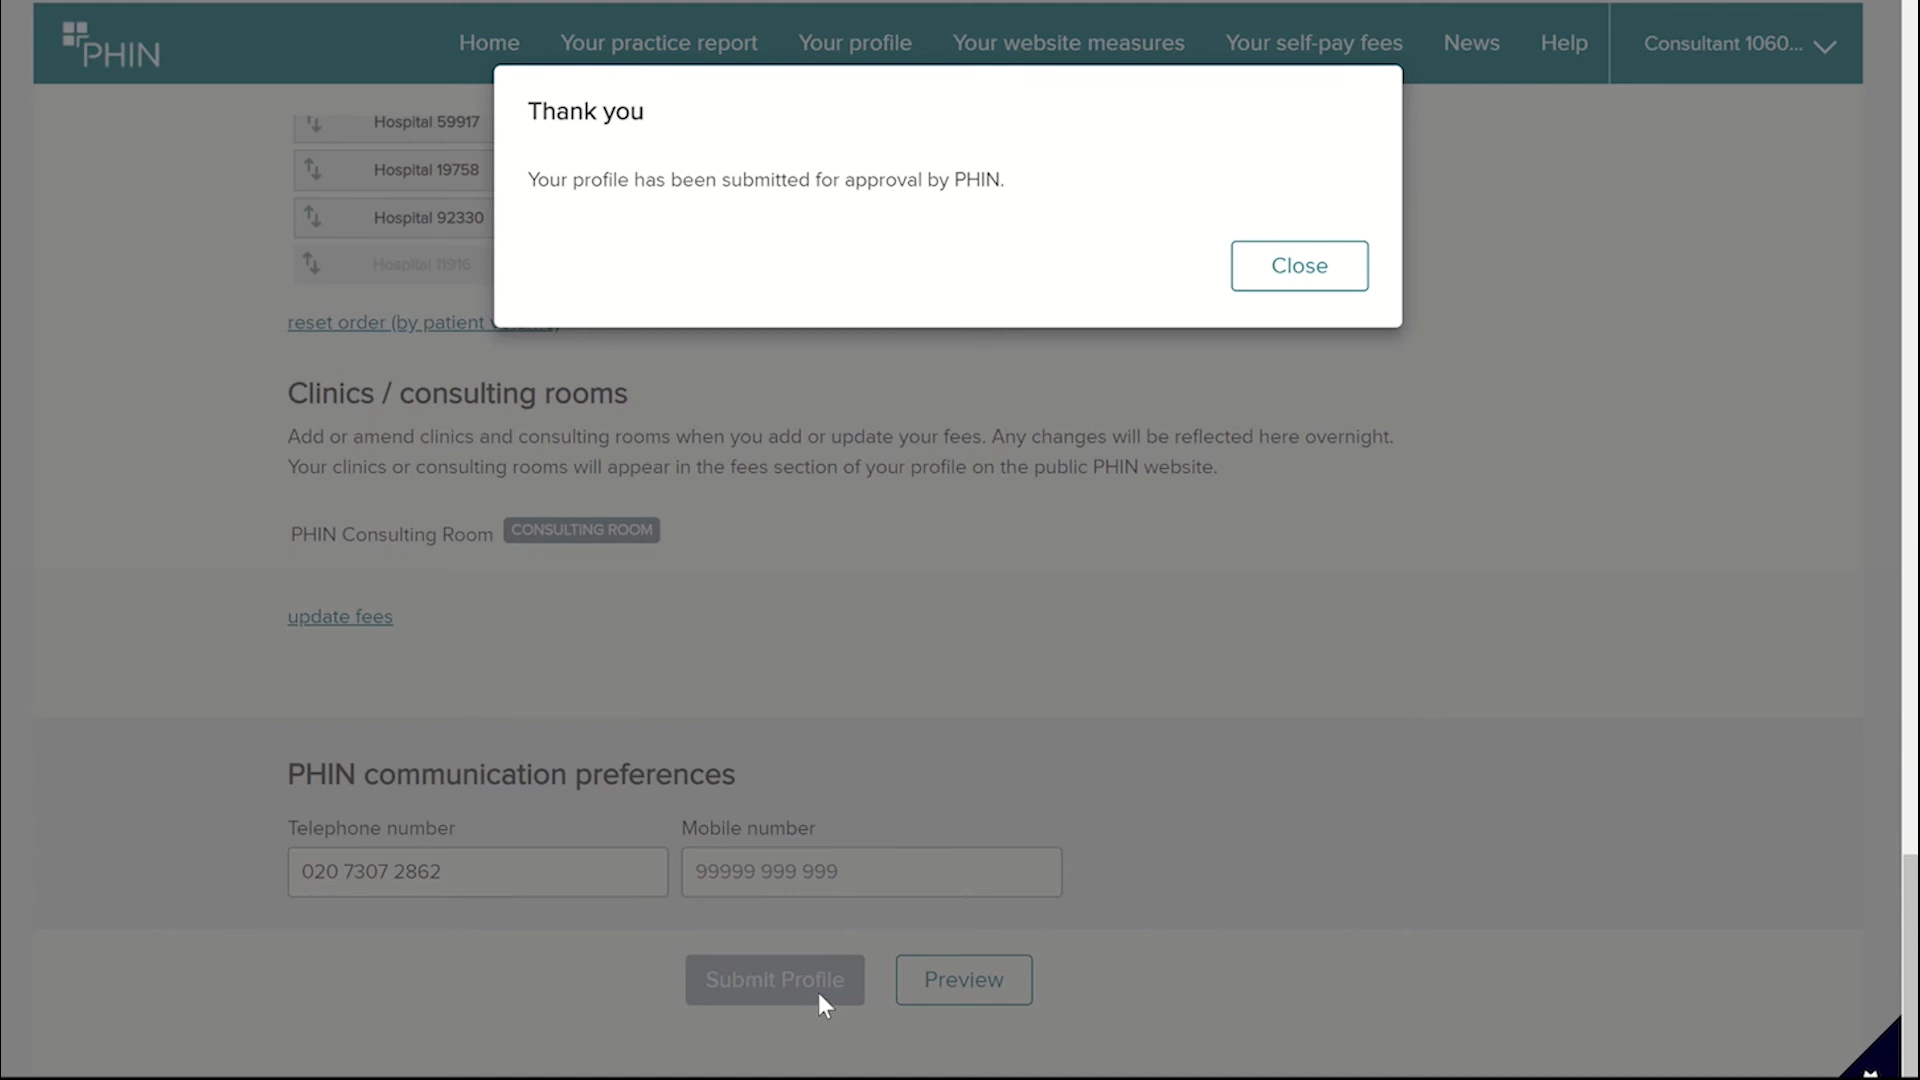 PHIN
Home Your practice report Your profile Your website measures Your self-pay fees News Help Consultant 1060...
Thank you
Your profile has been submitted for approval by PHIN.
Close
Hospital 59917
Hospital 19758
Hospital 92330
Hospital 11916
reset order (by patient
Clinics / consulting rooms
Add or amend clinics and consulting rooms when you add or update your fees. Any changes will be reflected here overnight.
Your clinics or consulting rooms will appear in the fees section of your profile on the public PHIN website.
PHIN Consulting Room CONSULTING ROOM
update fees
PHIN communication preferences
Telephone number Mobile number
020 7307 2862 99999 999 999
Submit Profile Preview